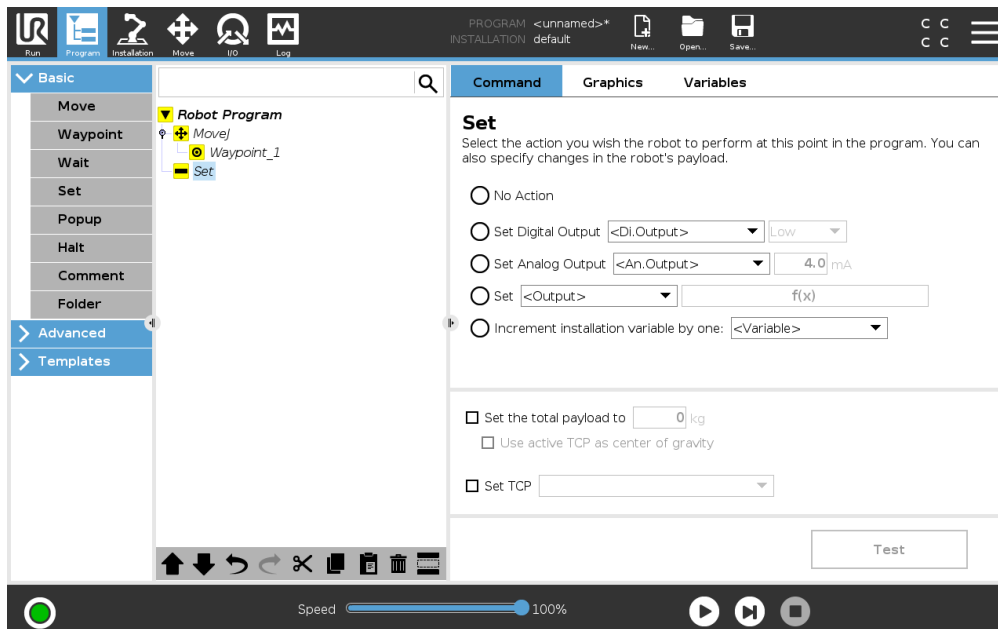 PROGRAM <unnamed>*
INSTALLATION default
Run Program Installation Move I/O Log New... Open... Save...
C C
C C
Basic
Move
Waypoint
Wait
Set
Popup
Halt
Comment
Folder
Advanced
Templates
Robot Program
MoveJ
Waypoint_1
Set
Command Graphics Variables
Set
Select the action you wish the robot to perform at this point in the program. You can
also specify changes in the robot's payload.
No Action
Set Digital Output <Di.Output> Low
Set Analog Output <An.Output> 4.0 mA
Set <Output> f(x)
Increment installation variable by one: <Variable>
Set the total payload to 0 kg
Use active TCP as center of gravity
Set TCP
Test
Speed 100%